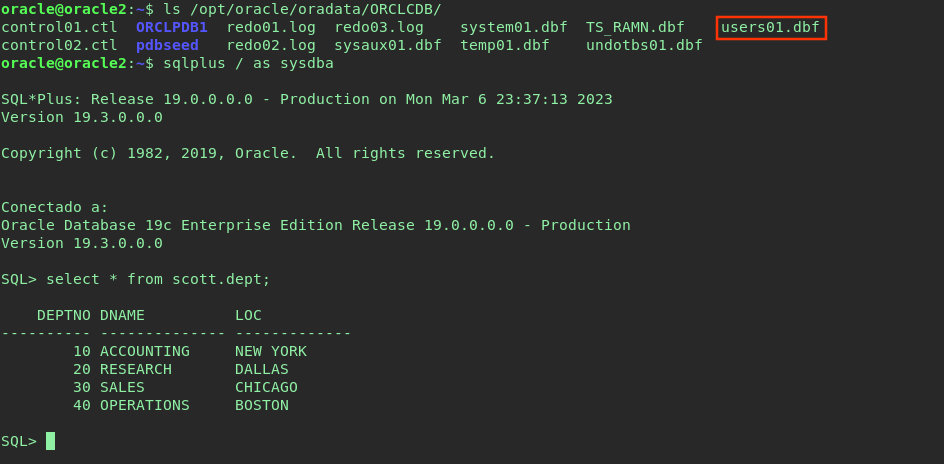 oracle@oracle2:~$ ls /opt/oracle/oradata/ORCLCDB/
control01.ctl  ORCLPDB1  redo01.log  redo03.log    system01.dbf  TS_RAMN.dbf    users01.dbf
control02.ctl  pdbseed   redo02.log  sysaux01.dbf  temp01.dbf    undotbs01.dbf
oracle@oracle2:~$ sqlplus / as sysdba
SQL*Plus: Release 19.0.0.0.0 - Production on Mon Mar 6 23:37:13 2023
Version 19.3.0.0.0
Copyright (c) 1982, 2019, Oracle.  All rights reserved.
Conectado a:
Oracle Database 19c Enterprise Edition Release 19.0.0.0.0 - Production
Version 19.3.0.0.0
SQL> select * from scott.dept;
    DEPTNO DNAME          LOC
---------- -------------- -------------
        10 ACCOUNTING     NEW YORK
        20 RESEARCH       DALLAS
        30 SALES          CHICAGO
        40 OPERATIONS     BOSTON
SQL>